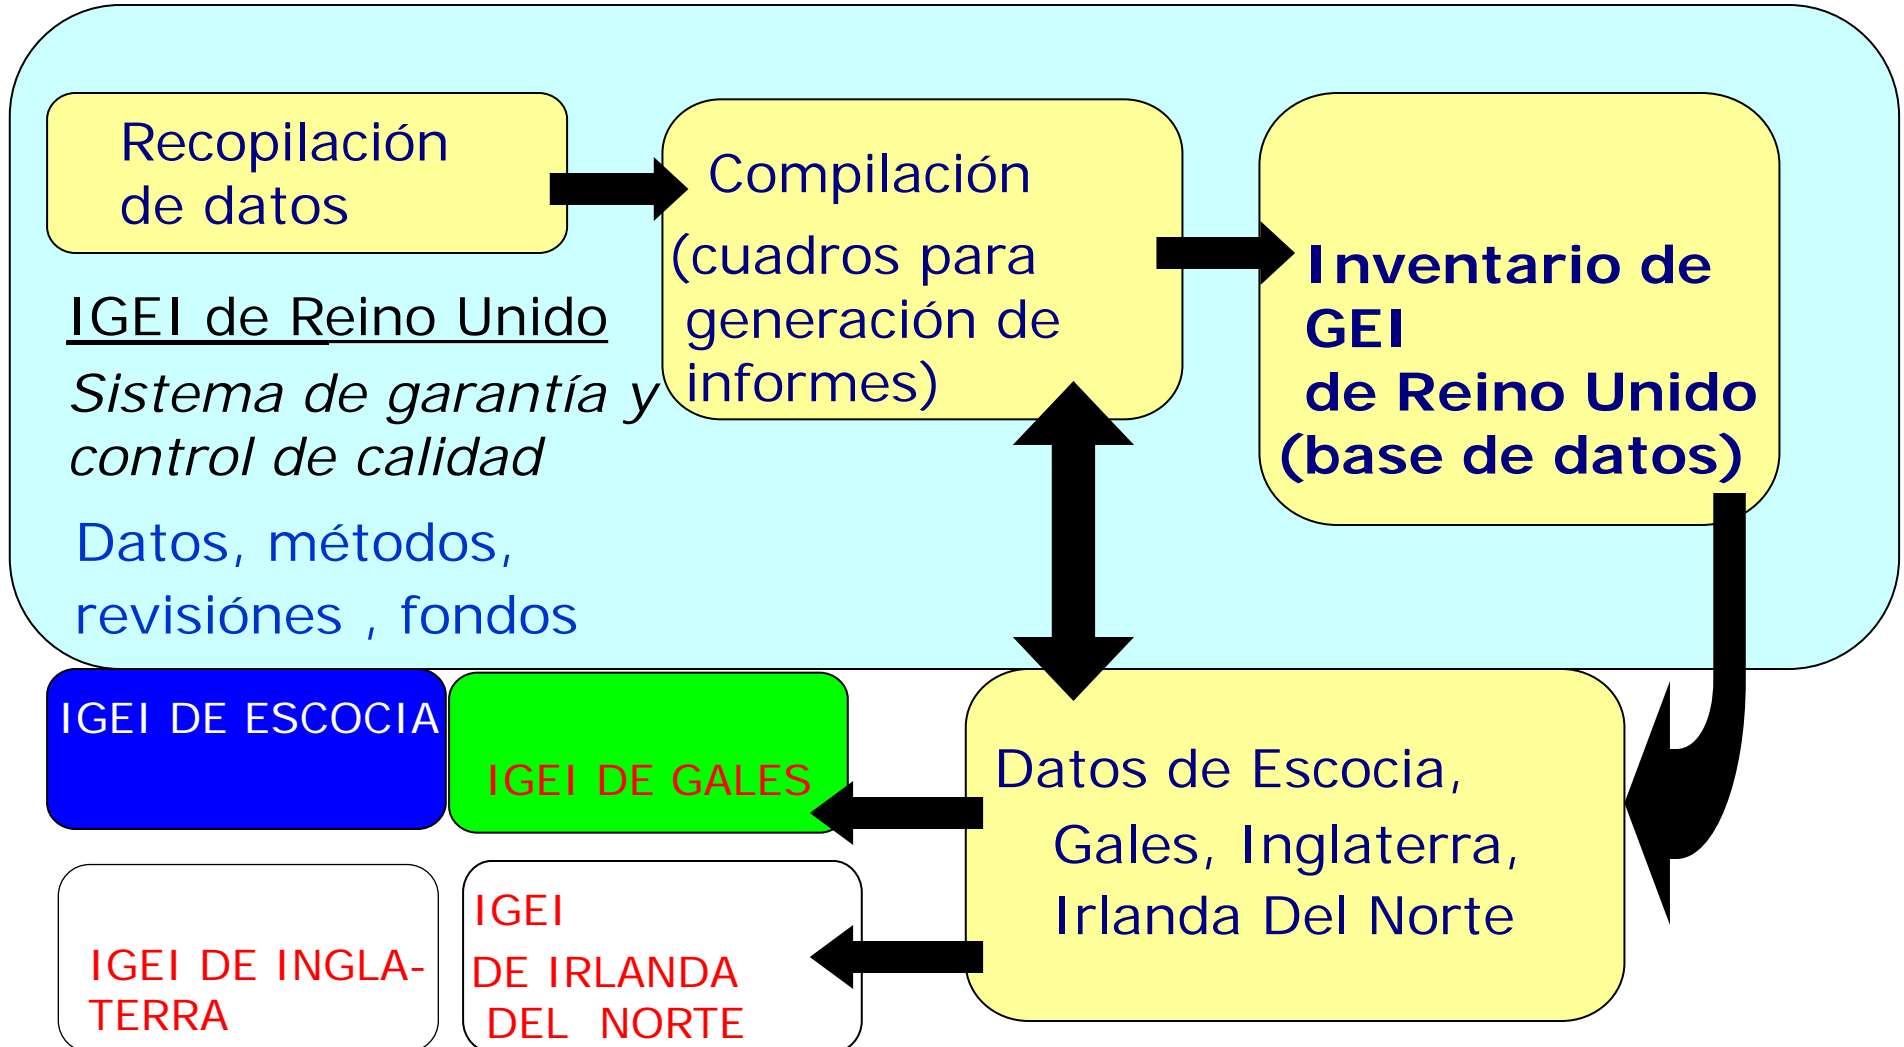 Recopilación
de datos
Compilación
(cuadros para
generación de
informes)
Inventario de
GEI
de Reino Unido
(base de datos)
IGEI de Reino Unido
Sistema de garantía y
control de calidad
Datos, métodos,
revisiónes , fondos
IGEI DE ESCOCIA
IGEI DE GALES
Datos de Escocia,
Gales, Inglaterra,
Irlanda Del Norte
IGEI DE INGLA-
TERRA
IGEI
DE IRLANDA
DEL NORTE